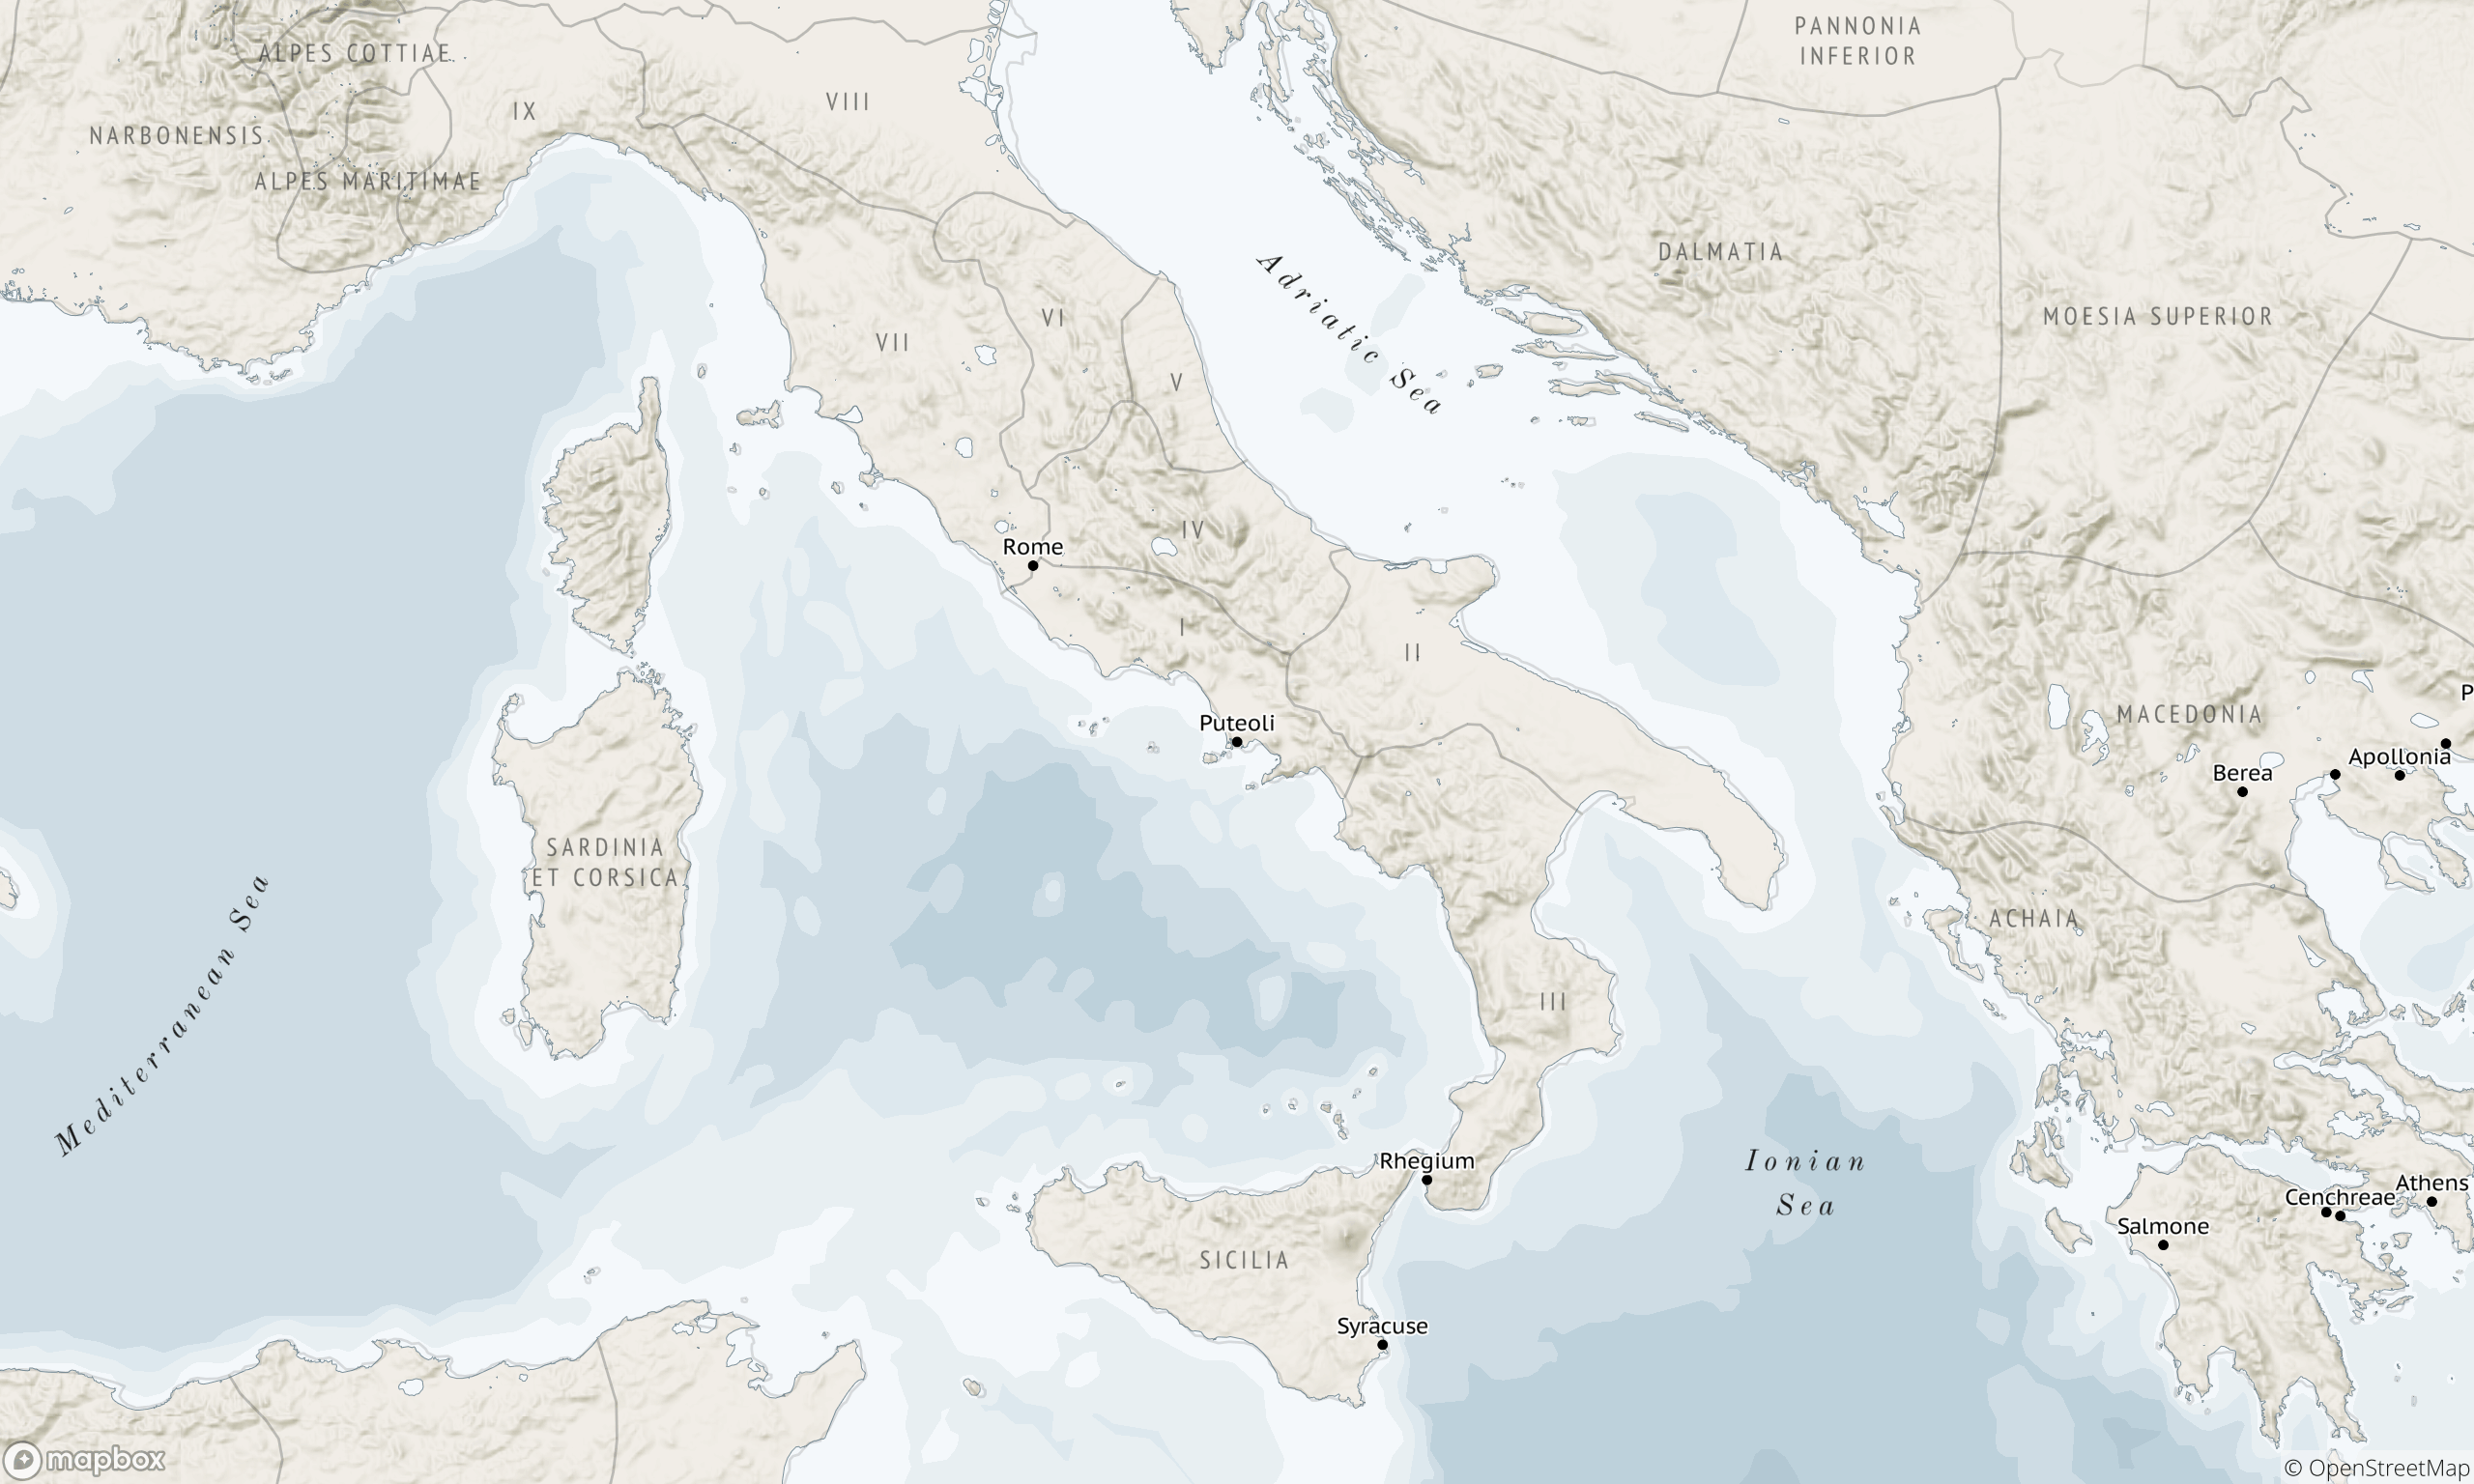 PANNONIA
INFERIOR
ALPES COTTIAE
VIII
IX
NARBONENSIS
ALPES MARITIMAE
DALMATIA
Adriatic Sea
MOESIA SUPERIOR
VI
VII
V
IV
Rome
I
II
P
MACEDONIA
Puteoli
Apollonia
Berea
SARDINIA
ET CORSICA
Mediterranean Sea
ACHAIA
III
Rhegium
Ionian
Sea
Athens
Cenchreae
Salmone
SICILIA
Syracuse
mapbox
© OpenStreetMap